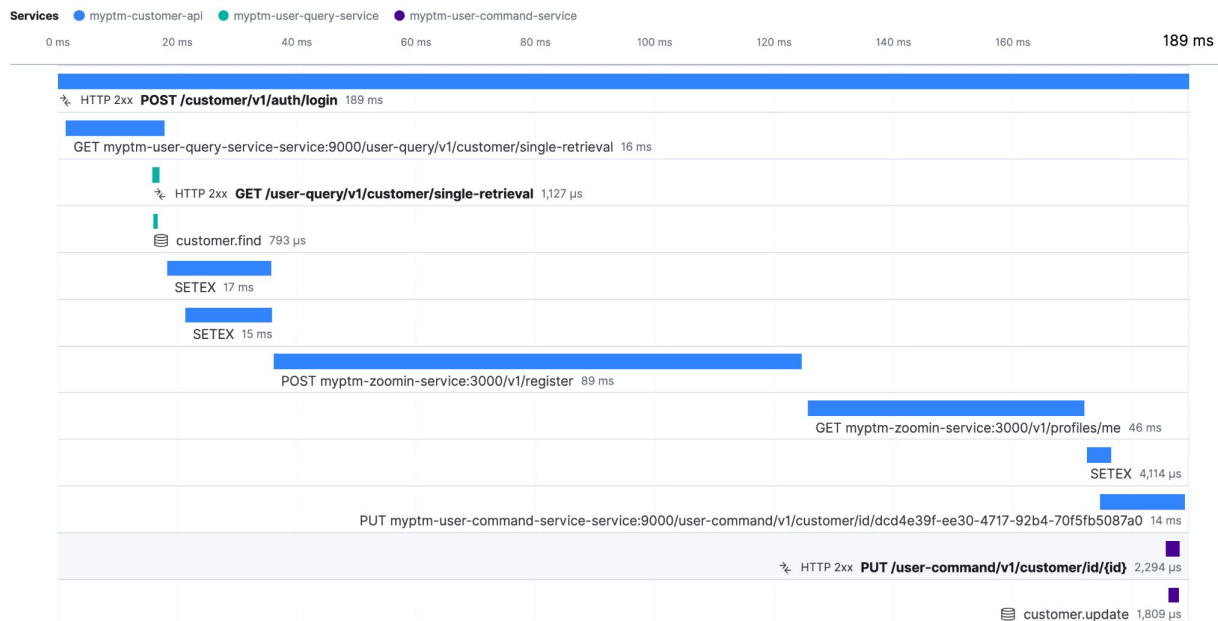 Services myptm-customer-api myptm-user-query-service myptm-user-command-service
0 ms 20 ms 40 ms 60 ms 80 ms 100 ms 120 ms 140 ms 160 ms 189 ms
HTTP 2xx POST /customer/v1/auth/login 189 ms
GET myptm-user-query-service-service:9000/user-query/v1/customer/single-retrieval 16 ms
HTTP 2xx GET /user-query/v1/customer/single-retrieval 1,127 μs
customer.find 793 μs
SETEX 17 ms
SETEX 15 ms
POST myptm-zoomin-service:3000/v1/register 89 ms
GET myptm-zoomin-service:3000/v1/profiles/me 46 ms
SETEX 4,114 μs
PUT myptm-user-command-service-service:9000/user-command/v1/customer/id/dcd4e39f-ee30-4717-92b4-70f5fb5087a0 14 ms
HTTP 2xx PUT /user-command/v1/customer/id/{id} 2,294 μs
customer.update 1,809 μs